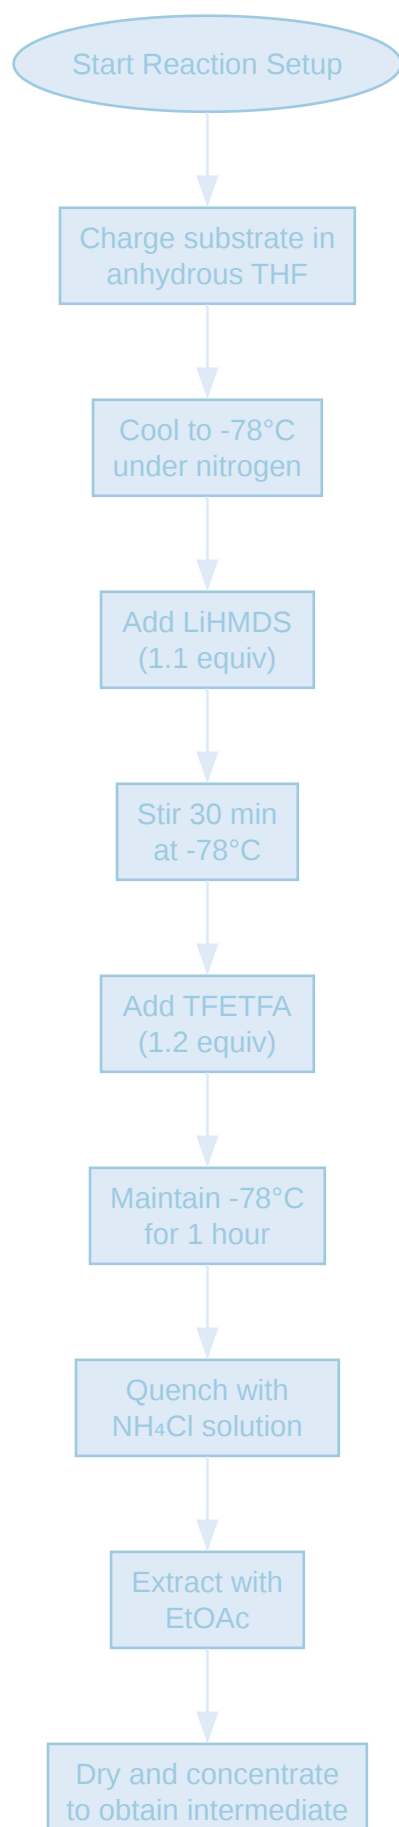 Start Reaction Setup
Charge substrate in
anhydrous THF
Cool to -78°C
under nitrogen
Add LiHMDS
(1.1 equiv)
Stir 30 min
at -78°C
Add TFETFA
(1.2 equiv)
Maintain -78°C
for 1 hour
Quench with
NH₄Cl solution
Extract with
EtOAc
Dry and concentrate
to obtain intermediate